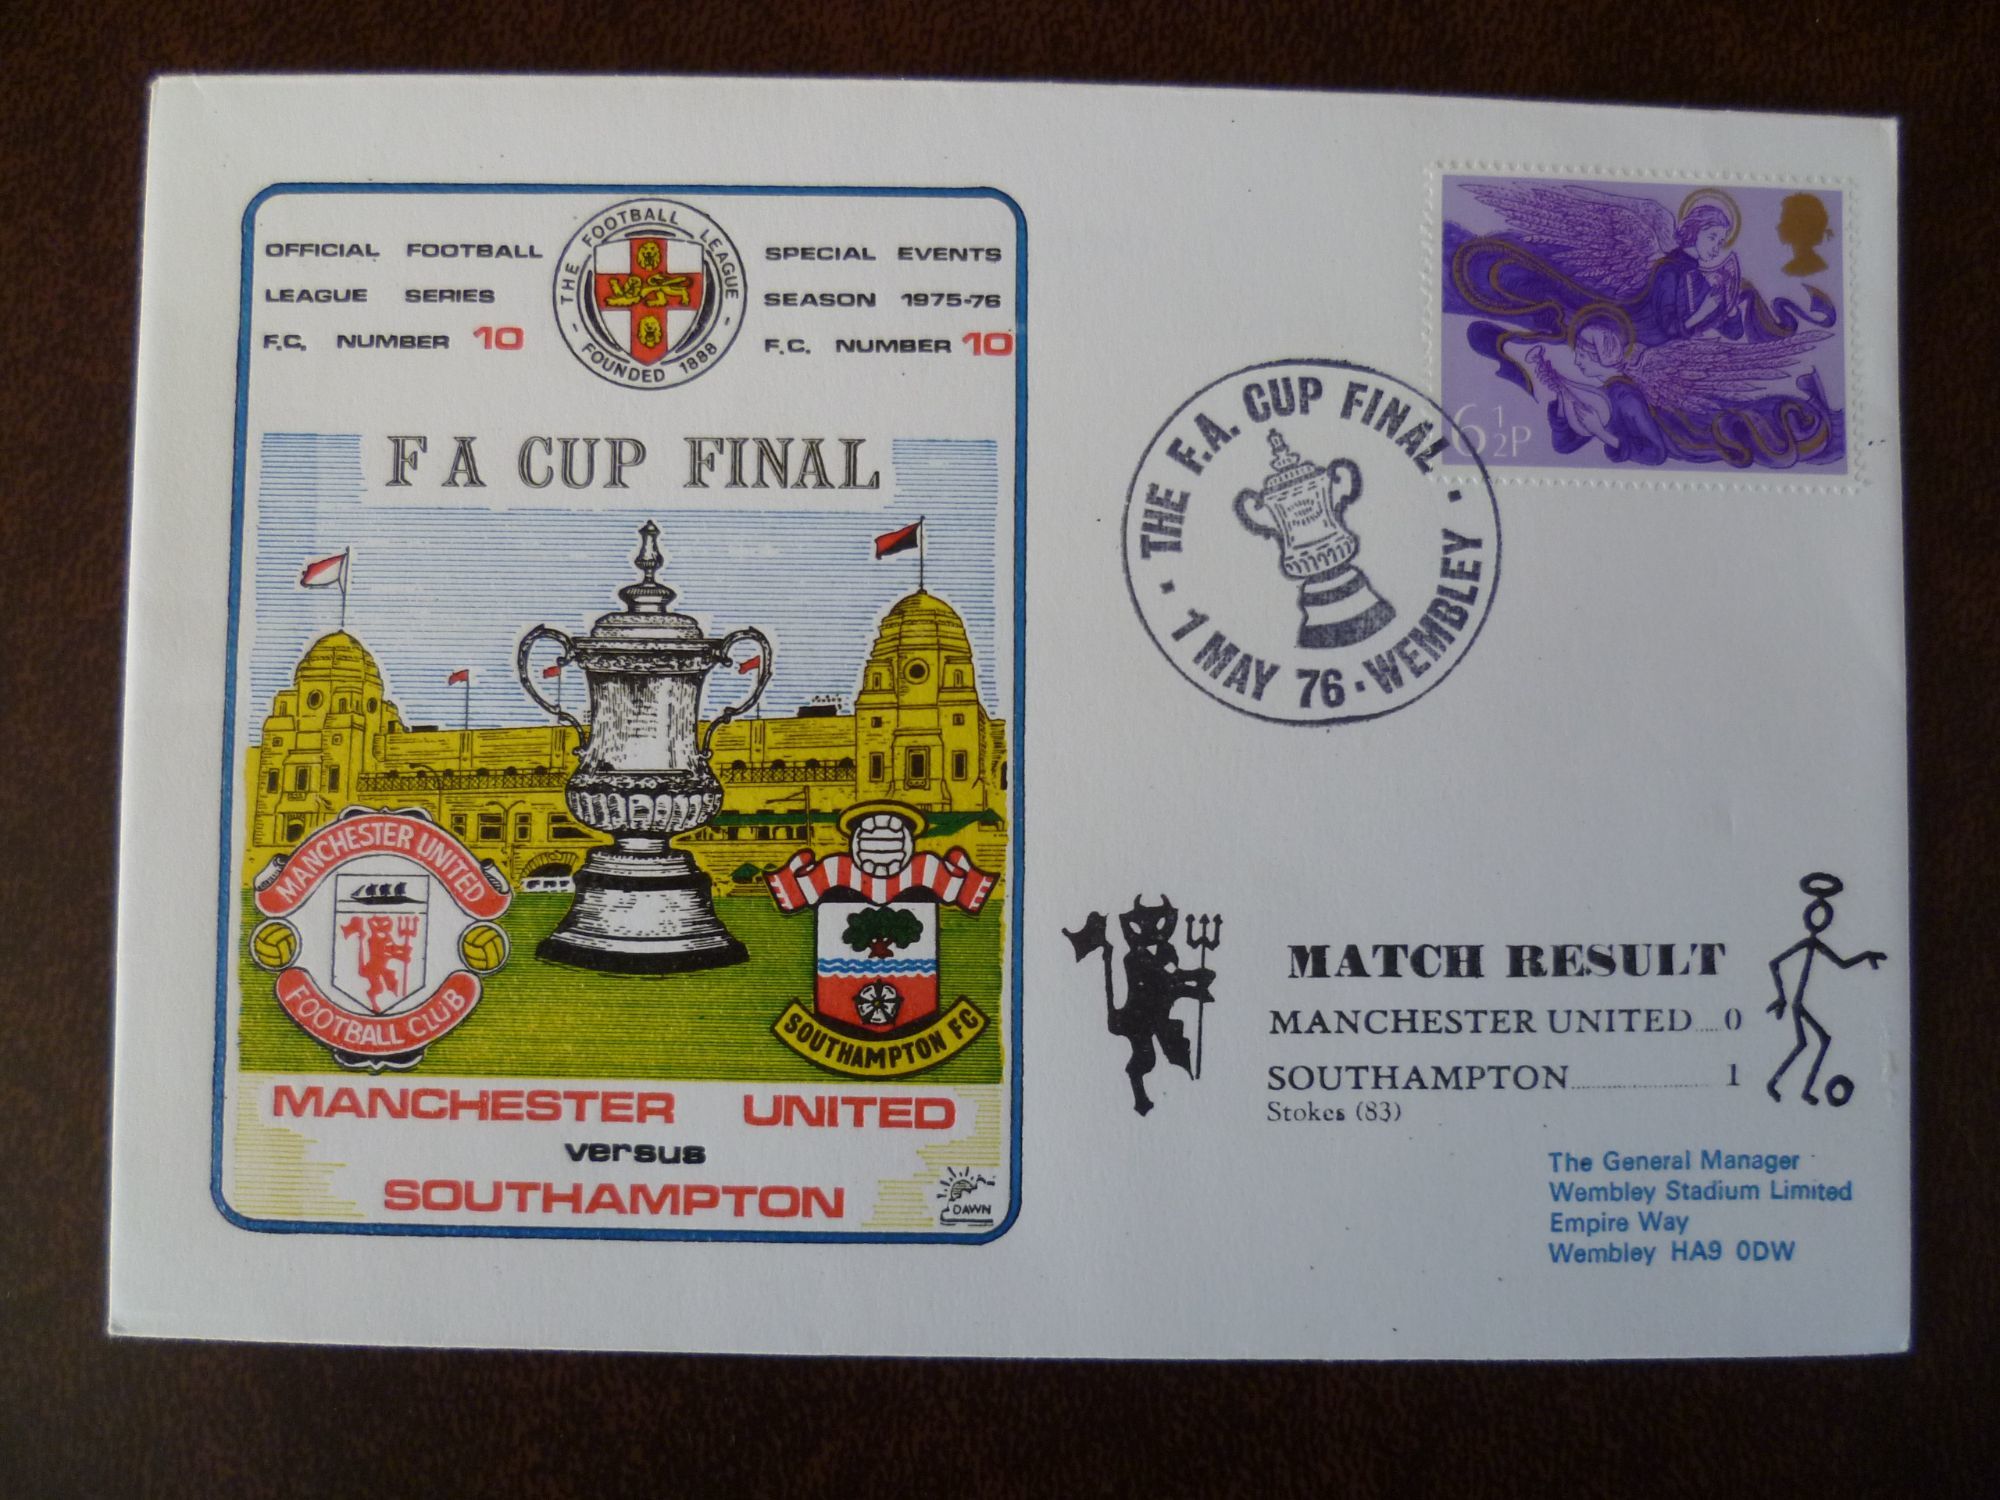 OFFICIAL FOOTBALL
LEAGUE SERIES
F.C. NUMBER 10
THE FOOTBALL LEAGUE
- FOUNDED 1888 -
SPECIAL EVENTS
SEASON 1975-76
F.C. NUMBER 10
F A CUP FINAL
MANCHESTER UNITED
FOOTBALL CLUB
SOUTHAMPTON FC
MANCHESTER UNITED
versus
SOUTHAMPTON
DAWN
6½P
· THE F.A. CUP FINAL ·
1 MAY 76 · WEMBLEY
MATCH RESULT
MANCHESTER UNITED.....0
SOUTHAMPTON........................ 1
Stokes (83)
The General Manager
Wembley Stadium Limited
Empire Way
Wembley HA9 0DW